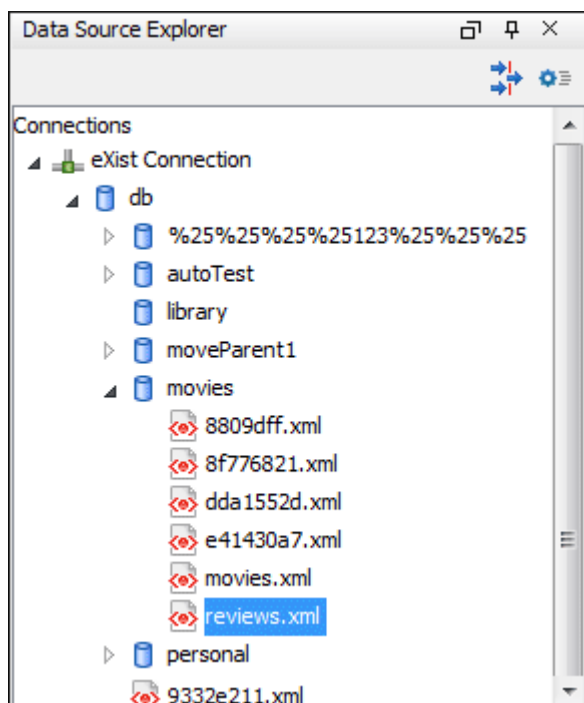 Data Source Explorer
Connections
eXist Connection
db
%25%25%25%25123%25%25%25
autoTest
library
moveParent1
movies
8809dff.xml
8f776821.xml
dda1552d.xml
e41430a7.xml
movies.xml
reviews.xml
personal
9332e211.xml